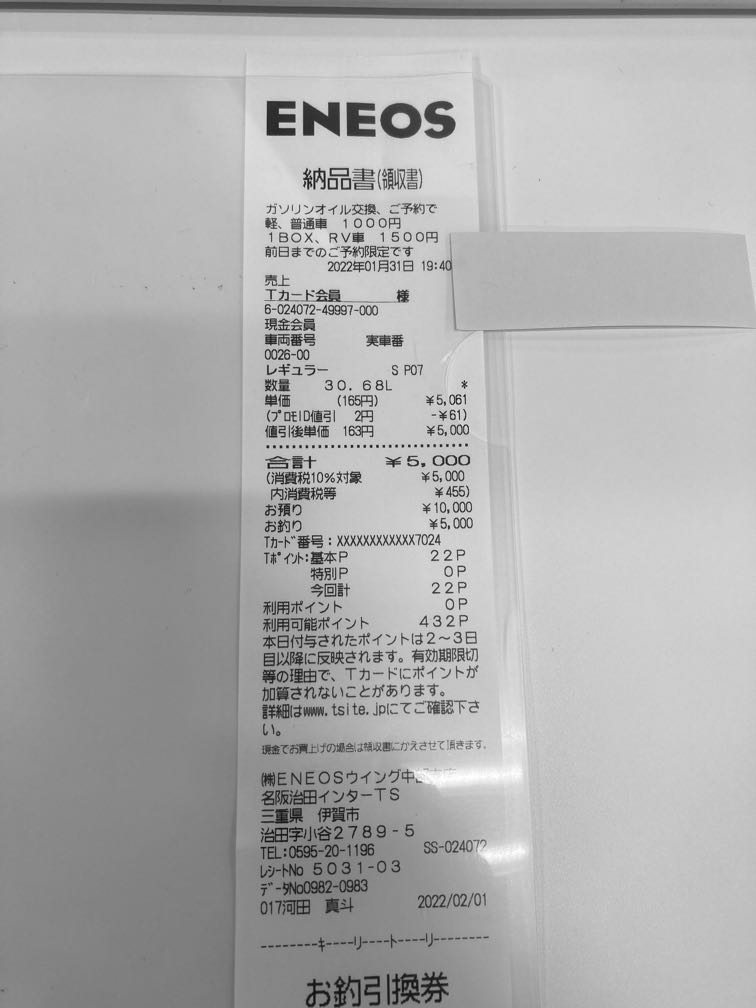 ENEOS
納品書(領収書)
ガソリンオイル交換、ご予約で
軽、普通車 1000円
1BOX、RV車 1500円
前日までのご予約限定です
2022年01月31日 19:40
売上
Tカード会員 様
6-024072-49997-000
現金会員
車両番号 実車番
0026-00
レギュラー S P07
数量 30.68L *
単価 (165円) ¥5,061
(プロモID値引 2円 -¥61)
値引後単価 163円 ¥5,000
合計 ¥5,000
(消費税10%対象 ¥5,000
内消費税等 ¥455)
お預り ¥10,000
お釣り ¥5,000
Tカード番号:XXXXXXXXXXXX7024
Tポイント:基本P 22P
特別P 0P
今回計 22P
利用ポイント 0P
利用可能ポイント 432P
本日付与されたポイントは2~3日
目以降に反映されます。有効期限切
等の理由で、Tカードにポイントが
加算されないことがあります。
詳細はwww.tsite.jpにてご確認下さ
い。
現金でお買上げの場合は領収書にかえさせて頂きます。
㈱ENEOSウイング中部支店
名阪治田インターTS
三重県 伊賀市
治田字小谷2789-5
TEL:0595-20-1196 SS-024072
レシートNo 5031-03
データNo0982-0983
017河田 真斗 2022/02/01
--------キ----リ----ト----リ--------
お釣引換券